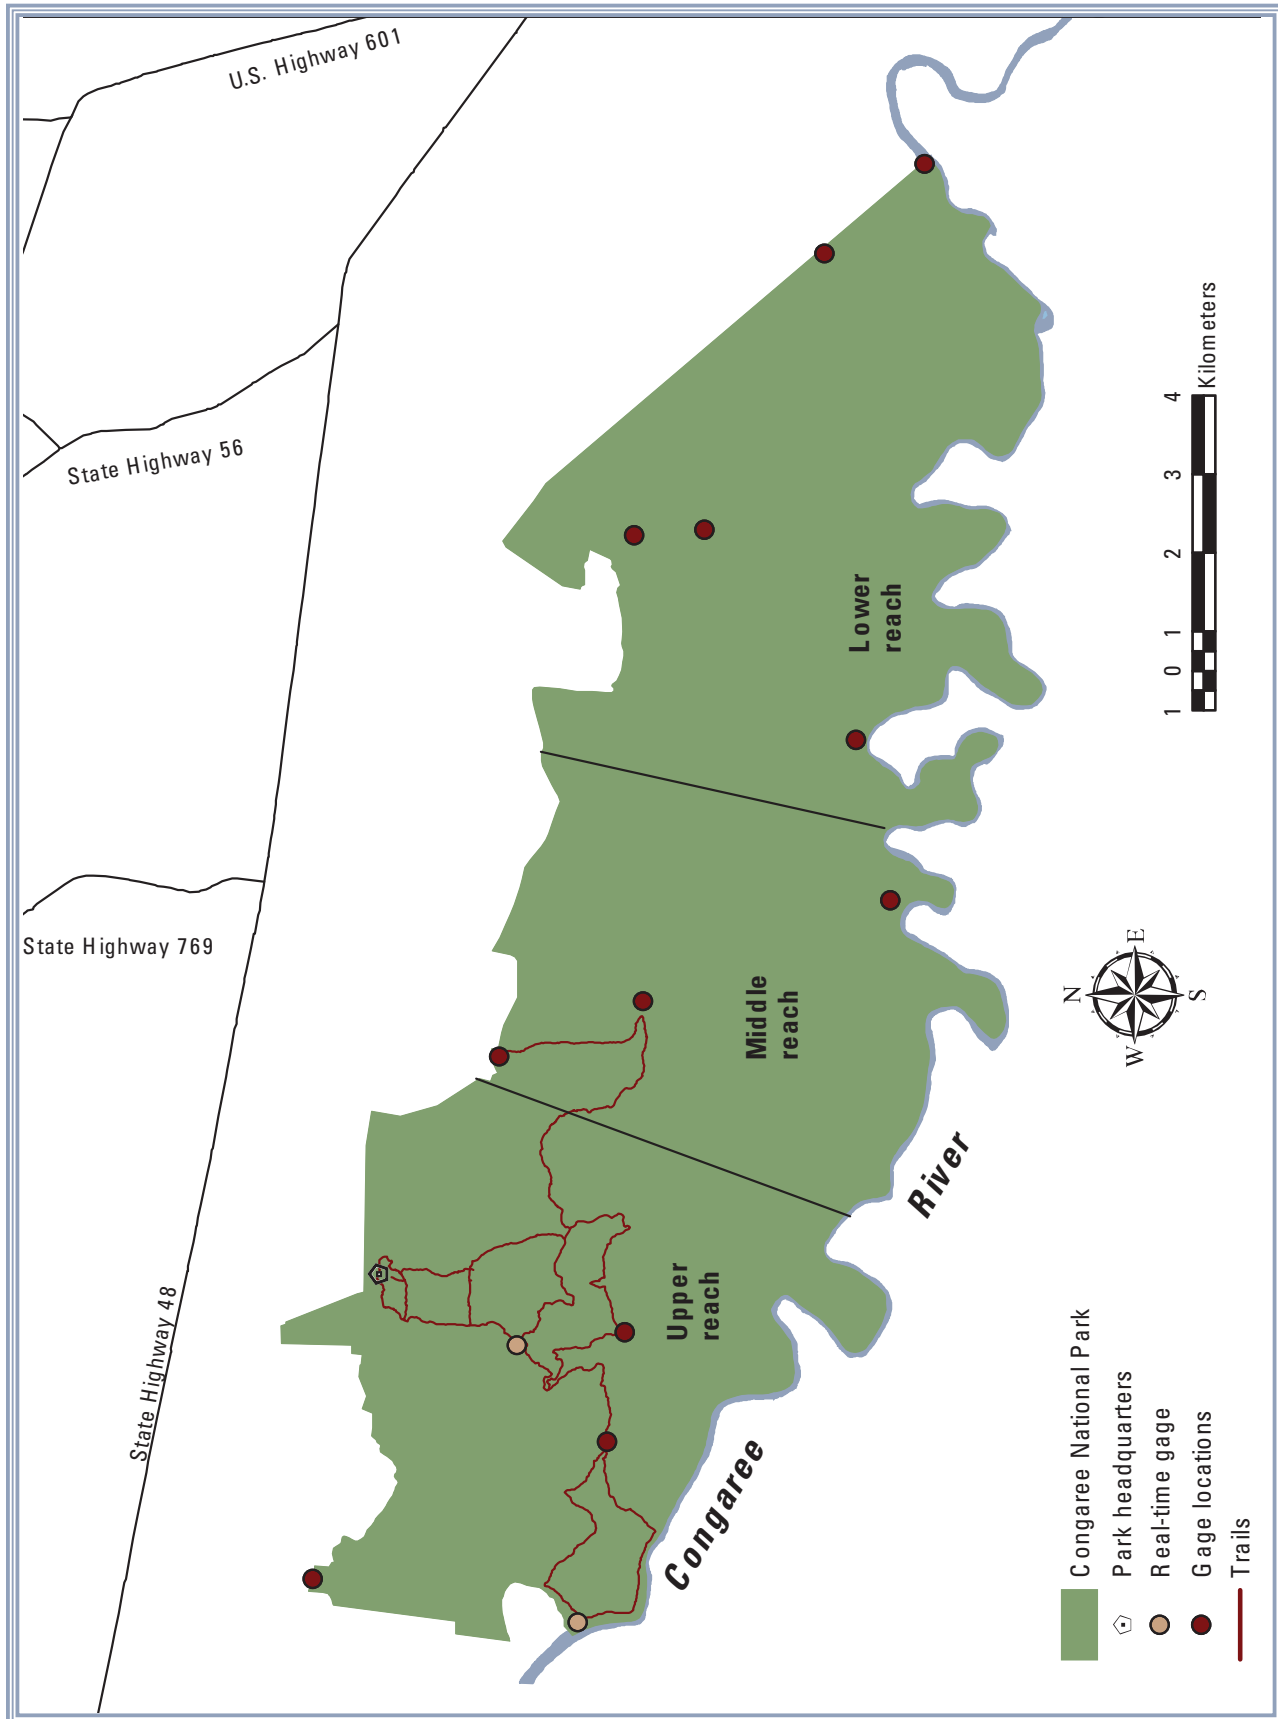 U.S. Highway 601
State Highway 56
State Highway 769
State Highway 48
Lower
reach
Middle
reach
Upper
reach
Congaree
River
N
E
S
W
1 0 1 2 3 4
Kilometers
Congaree National Park
Park headquarters
Real-time gage
Gage locations
Trails